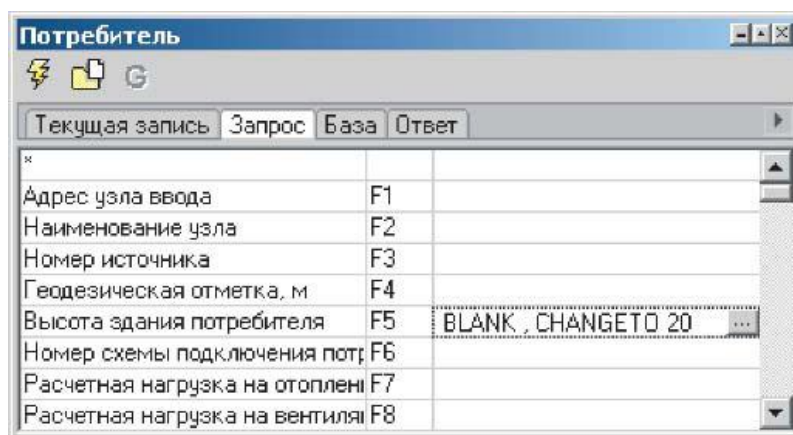 Потребитель
G
Текущая запись Запрос База Ответ
*
Адрес узла ввода F1
Наименование узла F2
Номер источника F3
Геодезическая отметка, м F4
Высота здания потребителя F5 BLANK , CHANGETO 20 ...
Номер схемы подключения потр F6
Расчетная нагрузка на отоплен F7
Расчетная нагрузка на вентиля F8